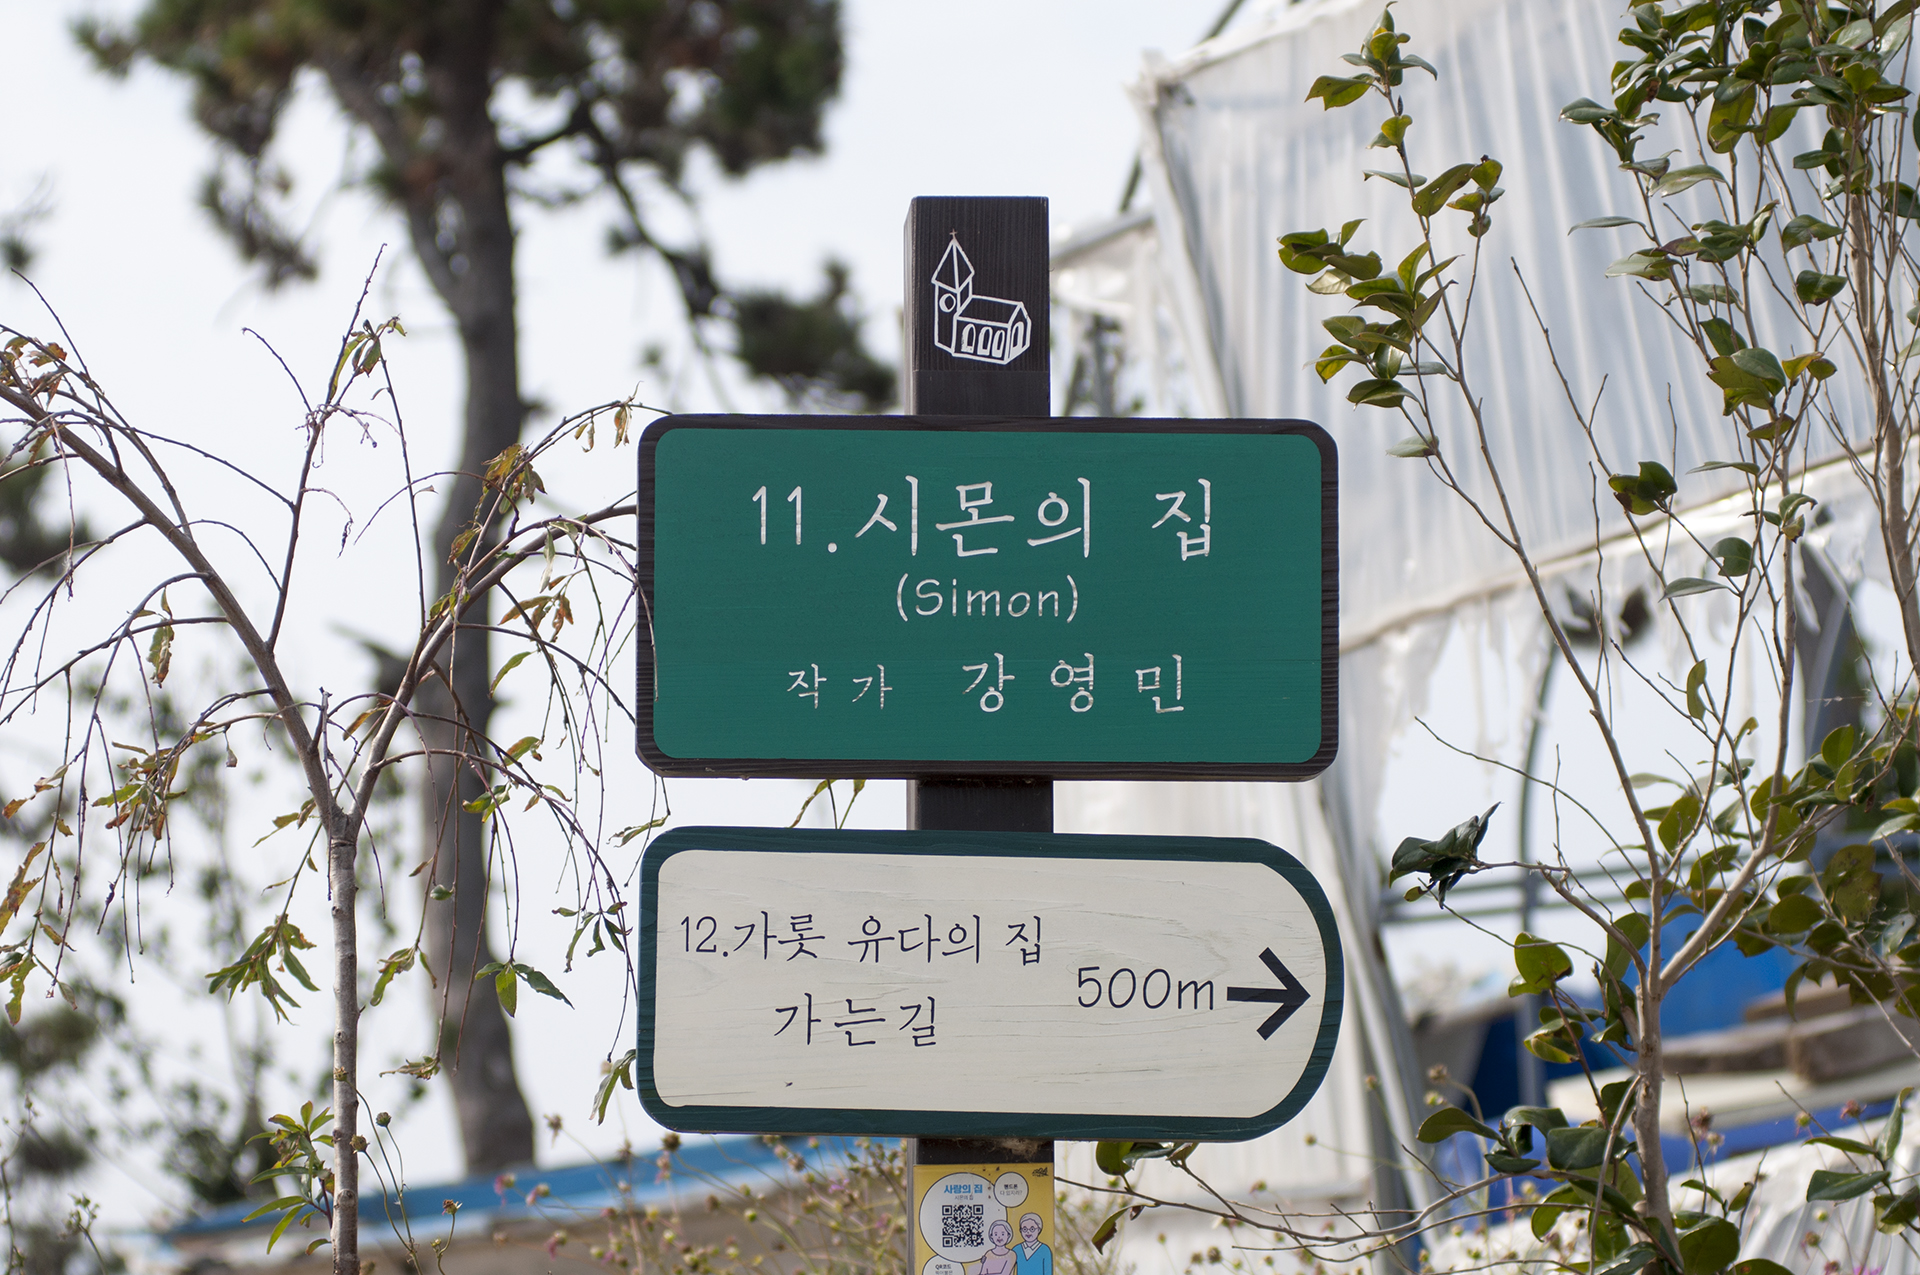 11.시몬의 집
(Simon)
작가 강영민
12.가롯 유다의 집
가는길
500m
사랑의 집